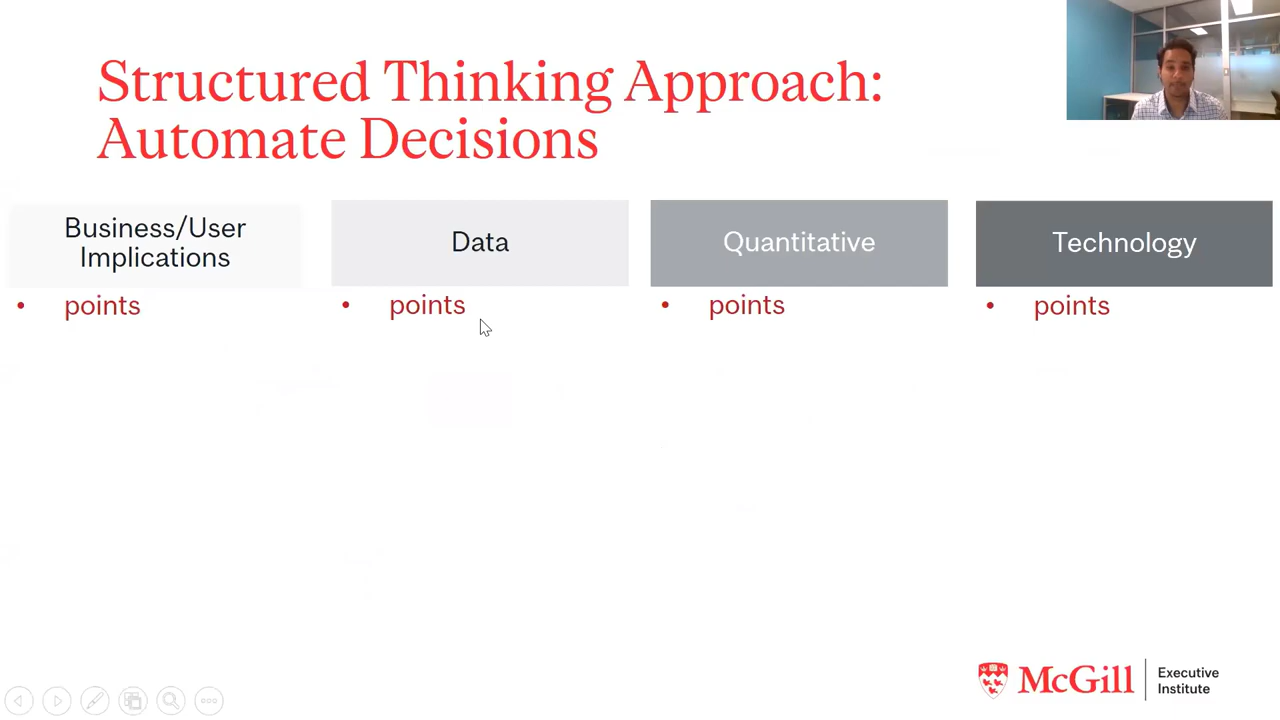 Structured Thinking Approach:
Automate Decisions
Business/User
Implications
Data
Quantitative
Technology
• points
• points
• points
• points
McGill
Executive
Institute